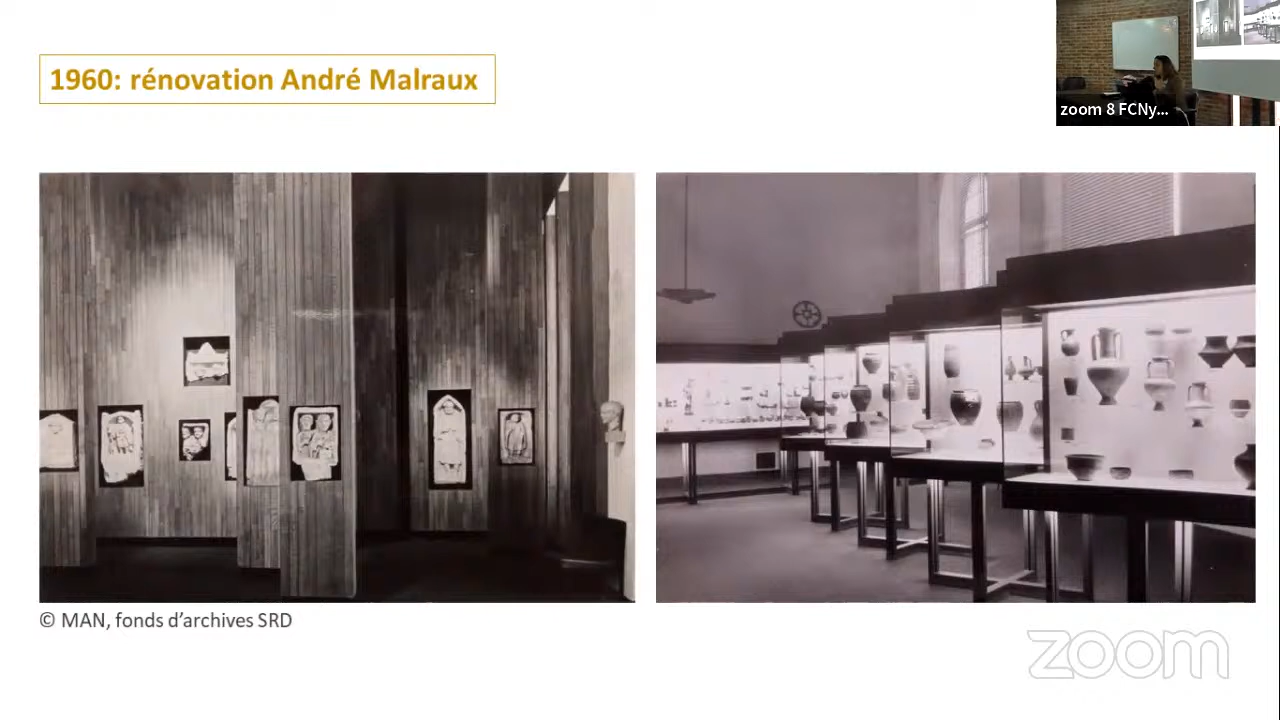 1960: rénovation André Malraux
zoom 8 FCNy...
© MAN, fonds d'archives SRD
zoom